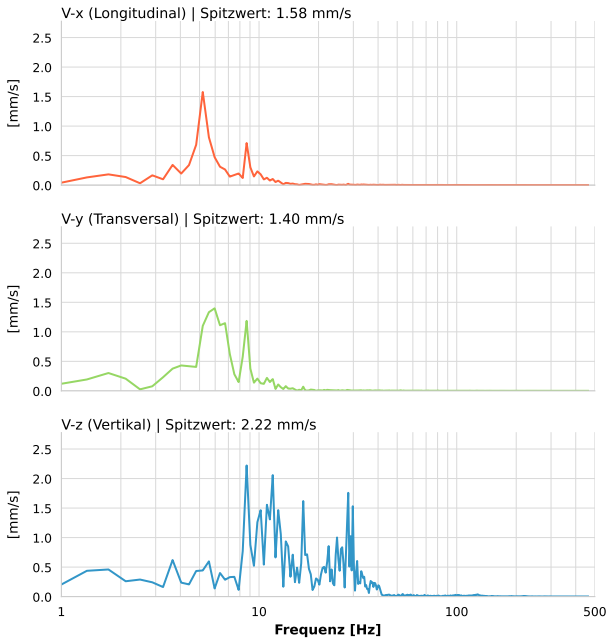 V-x (Longitudinal) | Spitzwert: 1.58 mm/s
[mm/s]
2.5
2.0
1.5
1.0
0.5
0.0
V-y (Transversal) | Spitzwert: 1.40 mm/s
[mm/s]
2.5
2.0
1.5
1.0
0.5
0.0
V-z (Vertikal) | Spitzwert: 2.22 mm/s
[mm/s]
2.5
2.0
1.5
1.0
0.5
0.0
1 10 100 500
Frequenz [Hz]